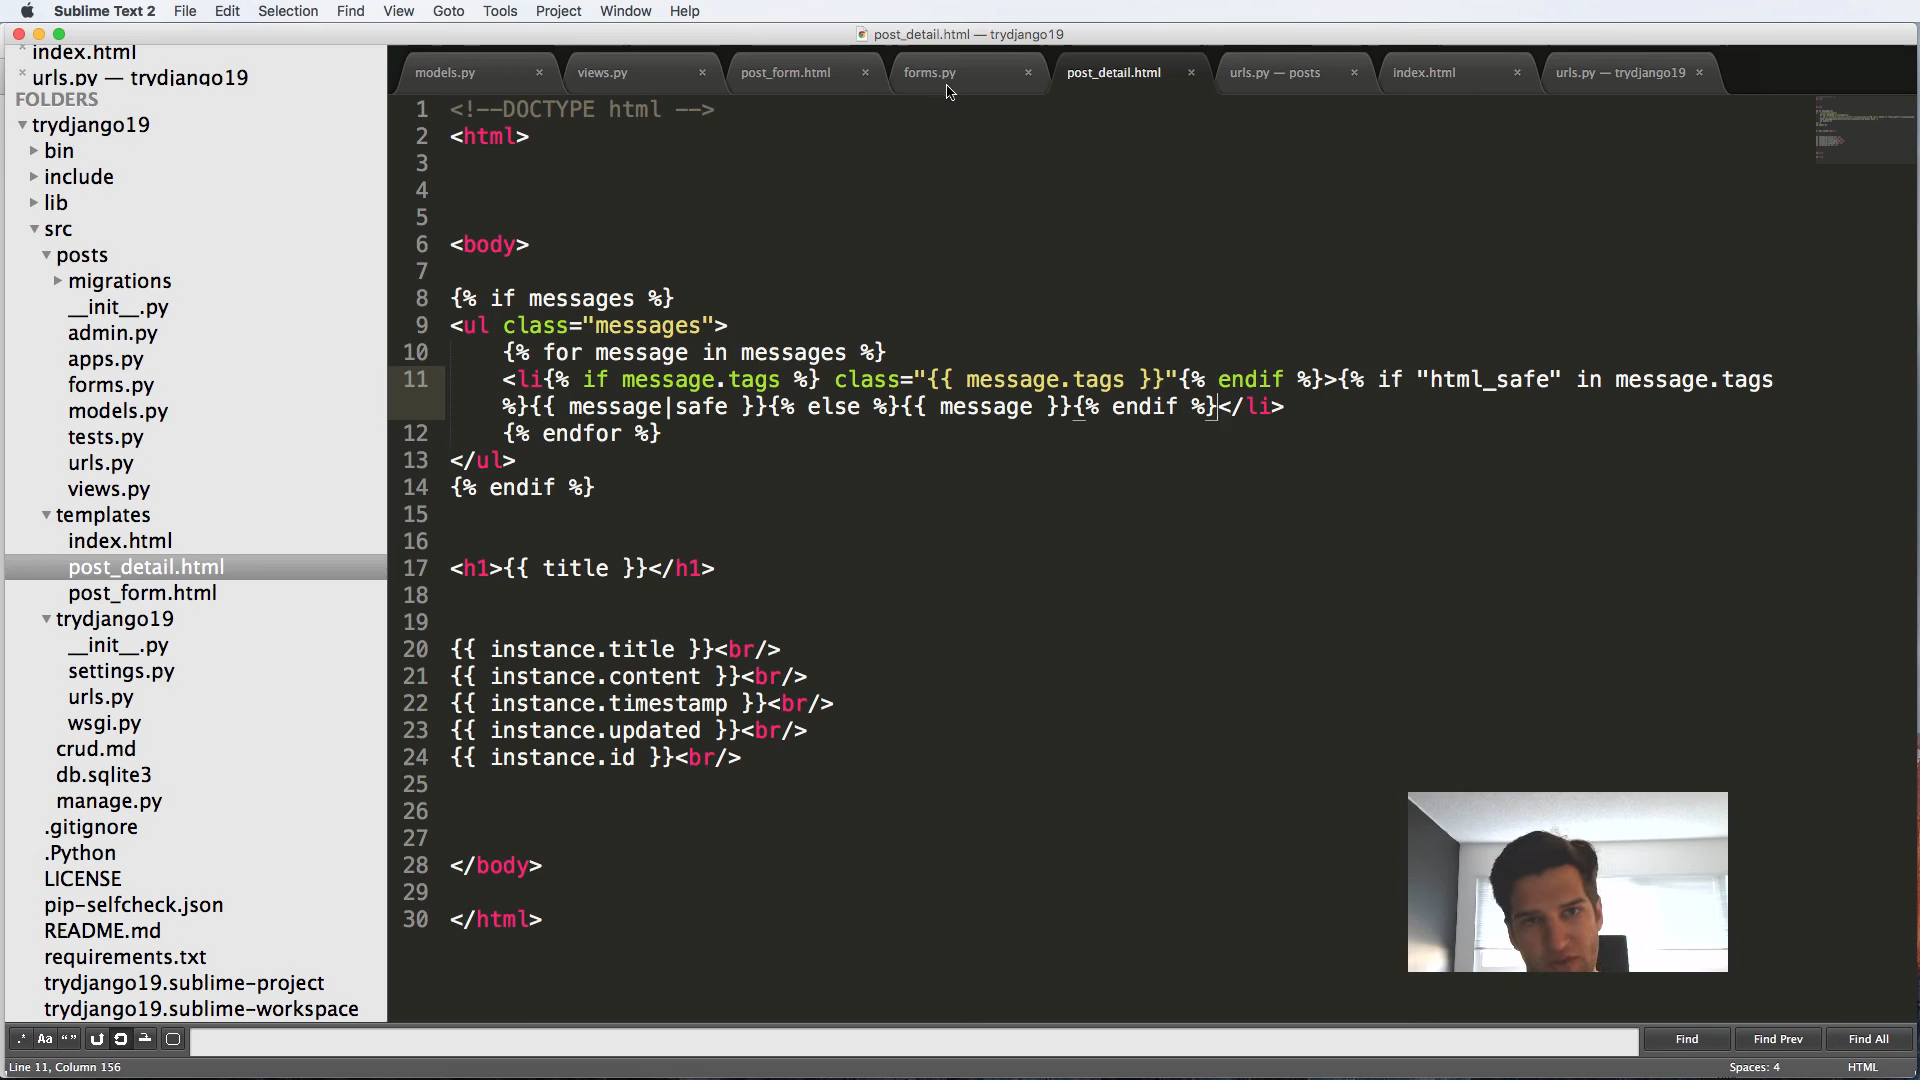 Sublime Text 2 File Edit Selection Find View Goto Tools Project Window Help
post_detail.html — trydjango19
index.html
urls.py — trydjango19
FOLDERS
trydjango19
bin
include
lib
src
posts
migrations
__init__.py
admin.py
apps.py
forms.py
models.py
tests.py
urls.py
views.py
templates
index.html
post_detail.html
post_form.html
trydjango19
__init__.py
settings.py
urls.py
wsgi.py
crud.md
db.sqlite3
manage.py
.gitignore
.Python
LICENSE
pip-selfcheck.json
README.md
requirements.txt
trydjango19.sublime-project
trydjango19.sublime-workspace
models.py views.py post_form.html forms.py post_detail.html urls.py — posts index.html urls.py — trydjango19
1 <!--DOCTYPE html -->
2 <html>
3
4
5
6 <body>
7
8 {% if messages %}
9 <ul class="messages">
10 {% for message in messages %}
11 <li{% if message.tags %} class="{{ message.tags }}"{% endif %}>{% if "html_safe" in message.tags
%}{{ message|safe }}{% else %}{{ message }}{% endif %}</li>
12 {% endfor %}
13 </ul>
14 {% endif %}
15
16
17 <h1>{{ title }}</h1>
18
19
20 {{ instance.title }}<br/>
21 {{ instance.content }}<br/>
22 {{ instance.timestamp }}<br/>
23 {{ instance.updated }}<br/>
24 {{ instance.id }}<br/>
25
26
27
28 </body>
29
30 </html>
.* Aa “” Find Find Prev Find All
Line 11, Column 156 Spaces: 4 HTML